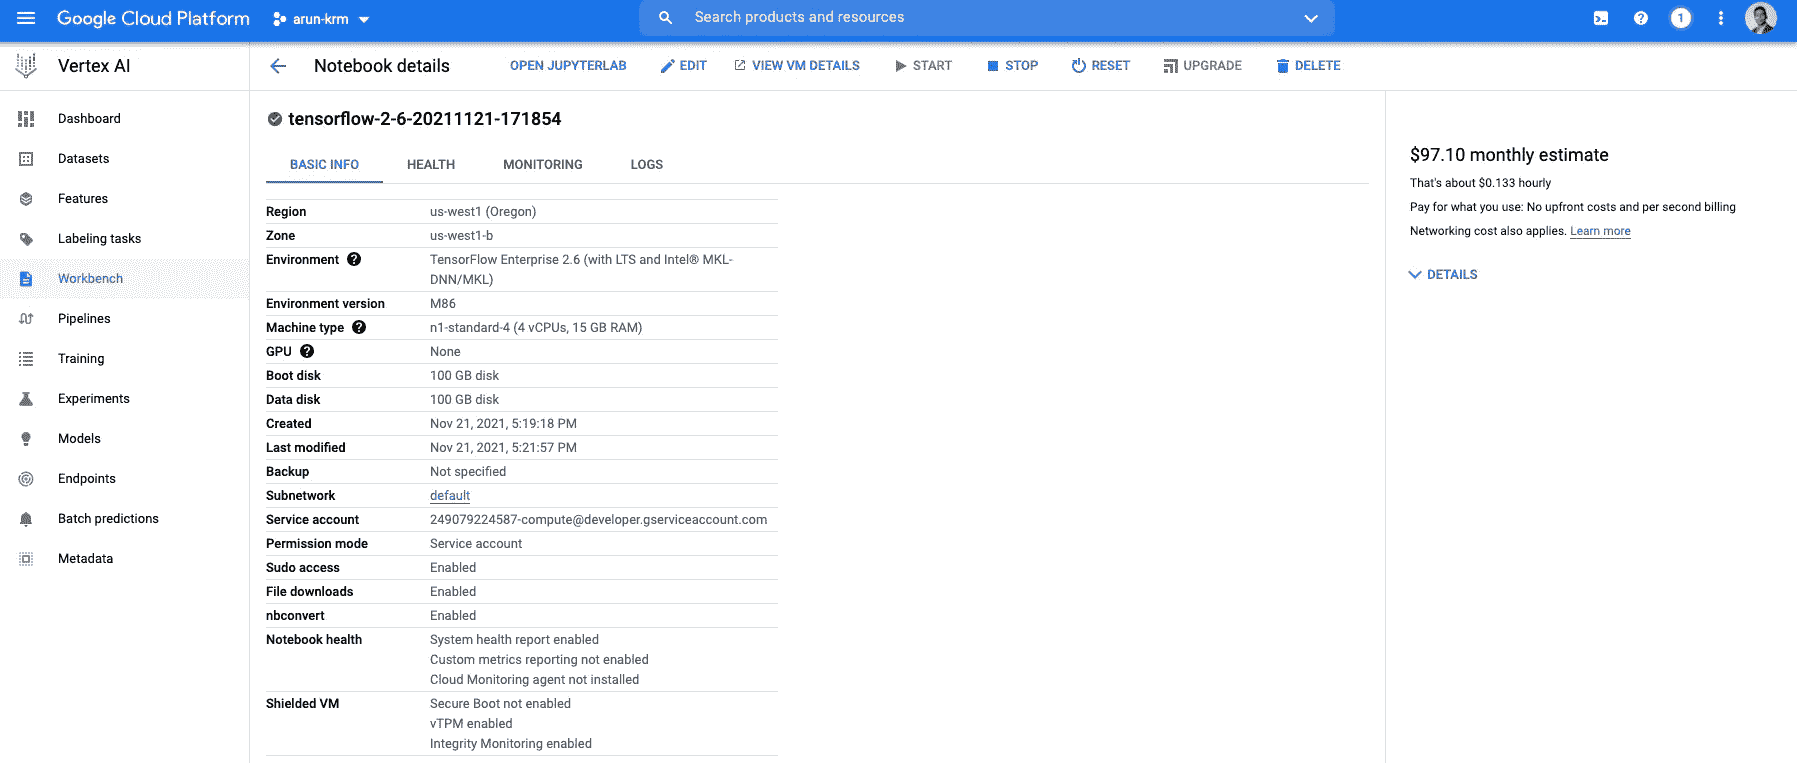 Google Cloud Platform
arun-krm
Search products and resources
1
Vertex AI
Notebook details
OPEN JUPYTERLAB
EDIT
VIEW VM DETAILS
START
STOP
RESET
UPGRADE
DELETE
Dashboard
Datasets
Features
Labeling tasks
Workbench
Pipelines
Training
Experiments
Models
Endpoints
Batch predictions
Metadata
tensorflow-2-6-20211121-171854
BASIC INFO
HEALTH
MONITORING
LOGS
Region us-west1 (Oregon)
Zone us-west1-b
Environment TensorFlow Enterprise 2.6 (with LTS and Intel® MKL-
DNN/MKL)
Environment version M86
Machine type n1-standard-4 (4 vCPUs, 15 GB RAM)
GPU None
Boot disk 100 GB disk
Data disk 100 GB disk
Created Nov 21, 2021, 5:19:18 PM
Last modified Nov 21, 2021, 5:21:57 PM
Backup Not specified
Subnetwork default
Service account 249079224587-compute@developer.gserviceaccount.com
Permission mode Service account
Sudo access Enabled
File downloads Enabled
nbconvert Enabled
Notebook health System health report enabled
Custom metrics reporting not enabled
Cloud Monitoring agent not installed
Shielded VM Secure Boot not enabled
vTPM enabled
Integrity Monitoring enabled
$97.10 monthly estimate
That's about $0.133 hourly
Pay for what you use: No upfront costs and per second billing
Networking cost also applies. Learn more
DETAILS